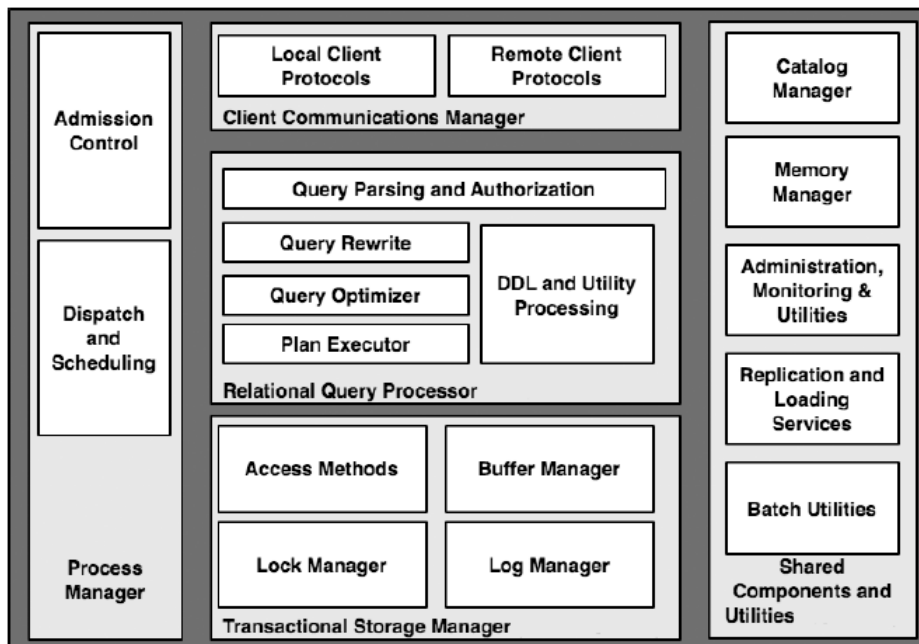 Admission
Control
Dispatch
and
Scheduling
Process
Manager
Local Client
Protocols
Remote Client
Protocols
Client Communications Manager
Query Parsing and Authorization
Query Rewrite
Query Optimizer
Plan Executor
DDL and Utility
Processing
Relational Query Processor
Access Methods
Buffer Manager
Lock Manager
Log Manager
Transactional Storage Manager
Catalog
Manager
Memory
Manager
Administration,
Monitoring &
Utilities
Replication and
Loading
Services
Batch Utilities
Shared
Components and
Utilities